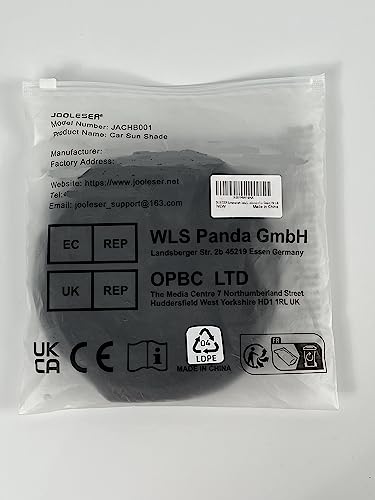 JOOLESER®
Model Number: JACHB001
Product Name: Car Sun Shade
Manufacturer:
Factory Address:
Website: https://www.jooleser.net
Tel:
Email: jooleser_support@163.com
NEW
Made in China
EC REP
WLS Panda GmbH
Landsberger Str. 2b 45219 Essen Germany
UK REP
OPBC LTD
The Media Centre 7 Northumberland Street
Huddersfield West Yorkshire HD1 1RL UK
UK
CA
CE
04
LDPE
MADE IN CHINA
FR